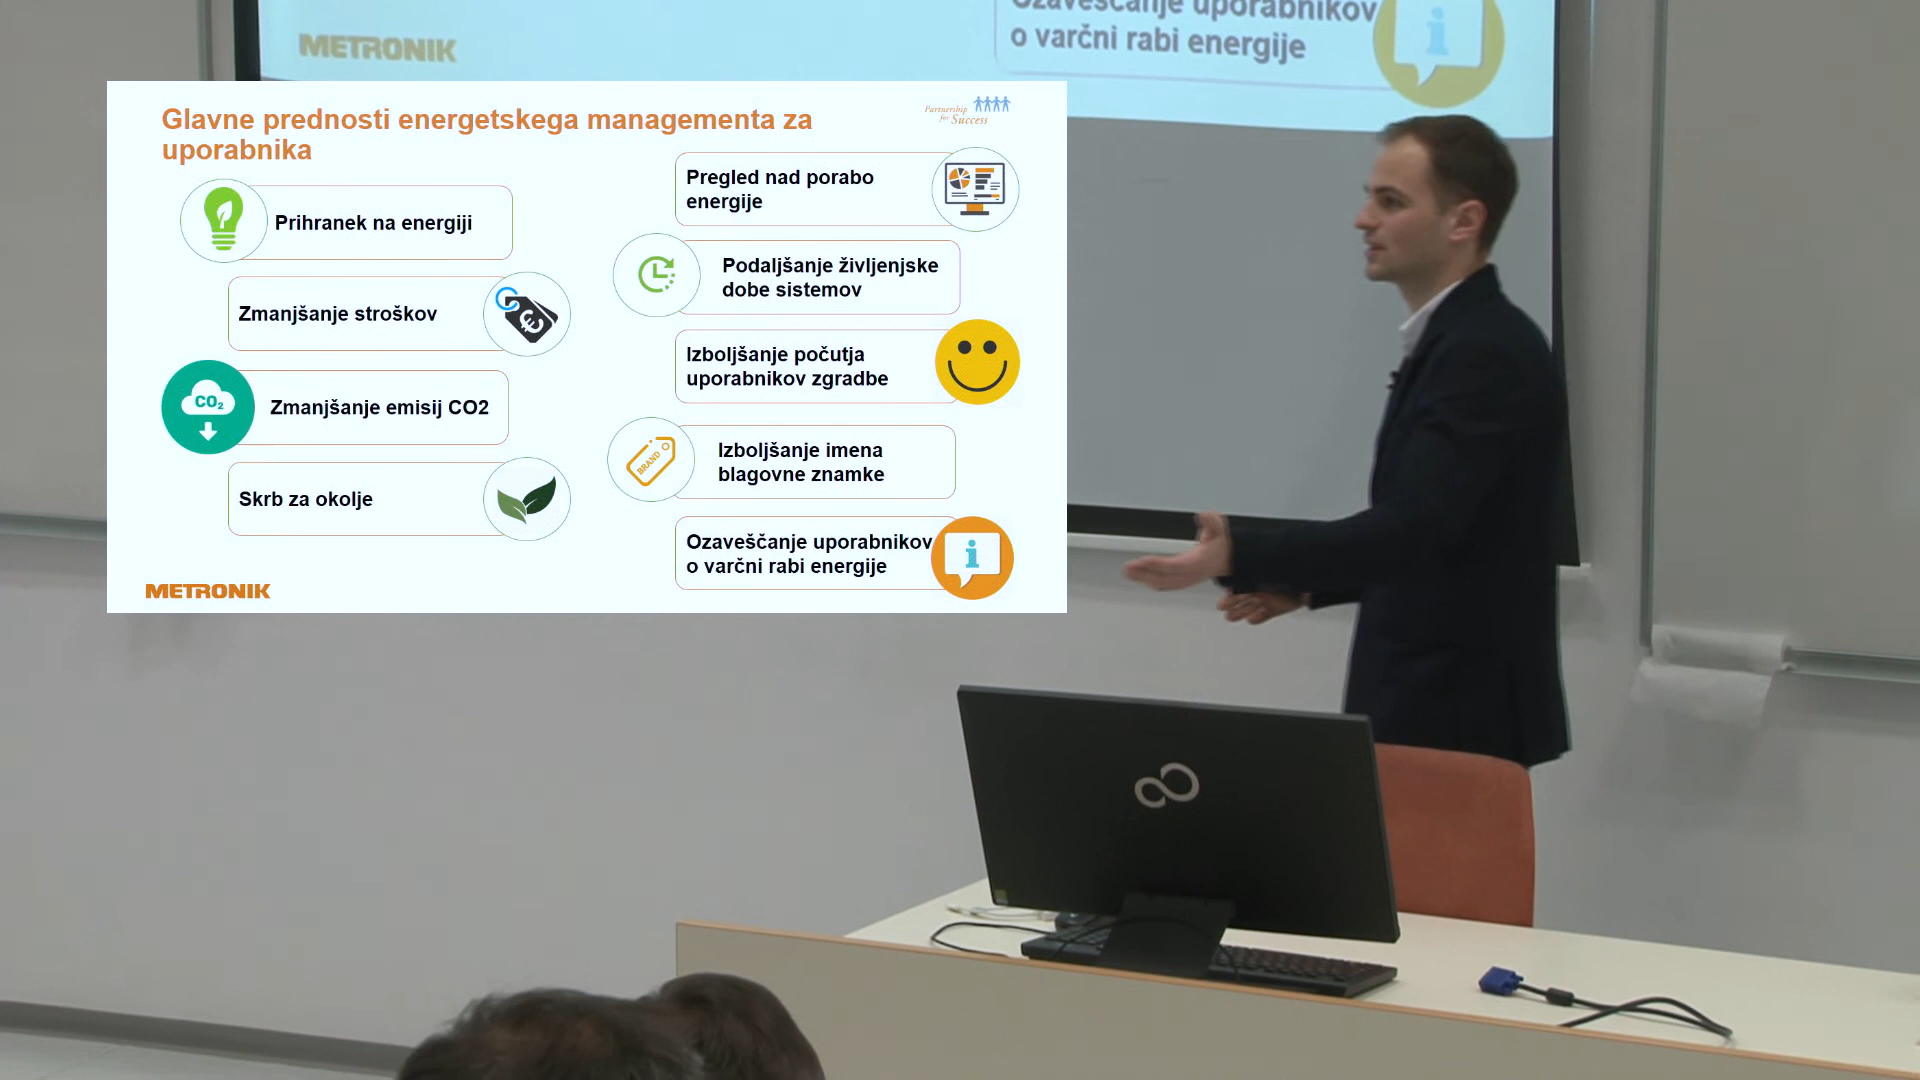 Ozaveščanje uporabnikov
o varčni rabi energije
METRONIK
Glavne prednosti energetskega managementa za
uporabnika
Partnership
for Success
Prihranek na energiji
Zmanjšanje stroškov
CO₂
Zmanjšanje emisij CO2
Skrb za okolje
Pregled nad porabo
energije
Podaljšanje življenjske
dobe sistemov
Izboljšanje počutja
uporabnikov zgradbe
BRAND
Izboljšanje imena
blagovne znamke
Ozaveščanje uporabnikov
o varčni rabi energije
METRONIK